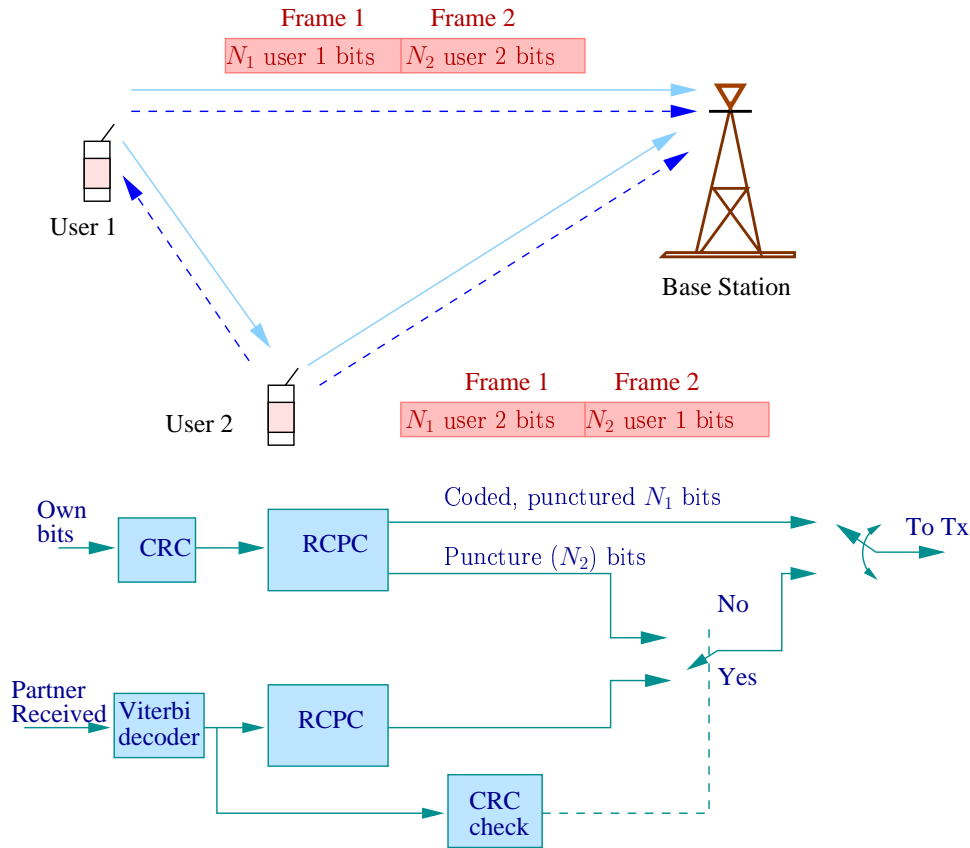 Frame 1
Frame 2
N₁ user 1 bits
N₂ user 2 bits
User 1
Base Station
User 2
Frame 1
Frame 2
N₁ user 2 bits
N₂ user 1 bits
Own
bits
CRC
RCPC
Coded, punctured N₁ bits
Puncture (N₂) bits
To Tx
No
Yes
Partner
Received
Viterbi
decoder
RCPC
CRC
check